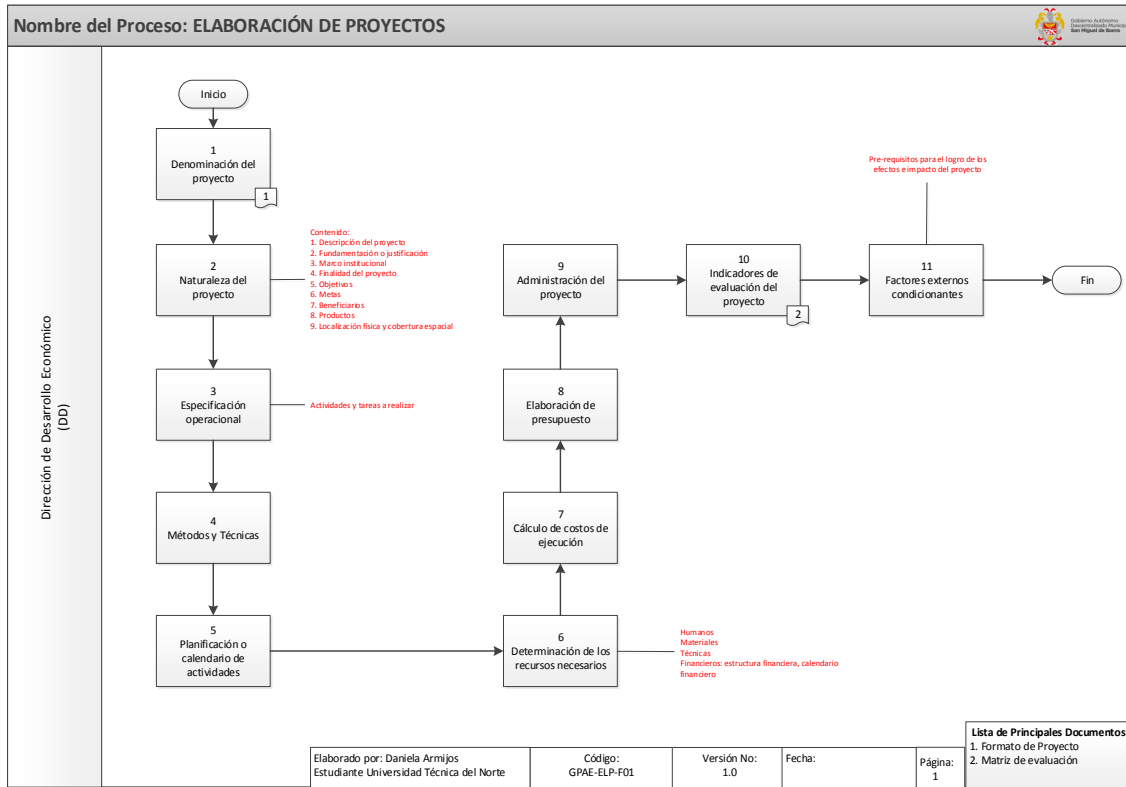 Nombre del Proceso: ELABORACIÓN DE PROYECTOS
Gobierno Autónomo
Descentralizado Municipal
San Miguel de Ibarra
Dirección de Desarrollo Económico
(DD)
Inicio
1
Denominación del
proyecto
1
2
Naturaleza del
proyecto
Contenido:
1. Descripción del proyecto
2. Fundamentación o justificación
3. Marco institucional
4. Finalidad del proyecto
5. Objetivos
6. Metas
7. Beneficiarios
8. Productos
9. Localización física y cobertura espacial
3
Especificación
operacional
Actividades y tareas a realizar
4
Métodos y Técnicas
5
Planificación o
calendario de
actividades
6
Determinación de los
recursos necesarios
Humanos
Materiales
Técnicas
Financieros: estructura financiera, calendario
financiero
7
Cálculo de costos de
ejecución
8
Elaboración de
presupuesto
9
Administración del
proyecto
10
Indicadores de
evaluación del
proyecto
2
Pre-requisitos para el logro de los
efectos e impacto del proyecto
11
Factores externos
condicionantes
Fin
Elaborado por: Daniela Armijos
Estudiante Universidad Técnica del Norte
Código:
GPAE-ELP-F01
Versión No:
1.0
Fecha:
Página:
1
Lista de Principales Documentos
1. Formato de Proyecto
2. Matriz de evaluación